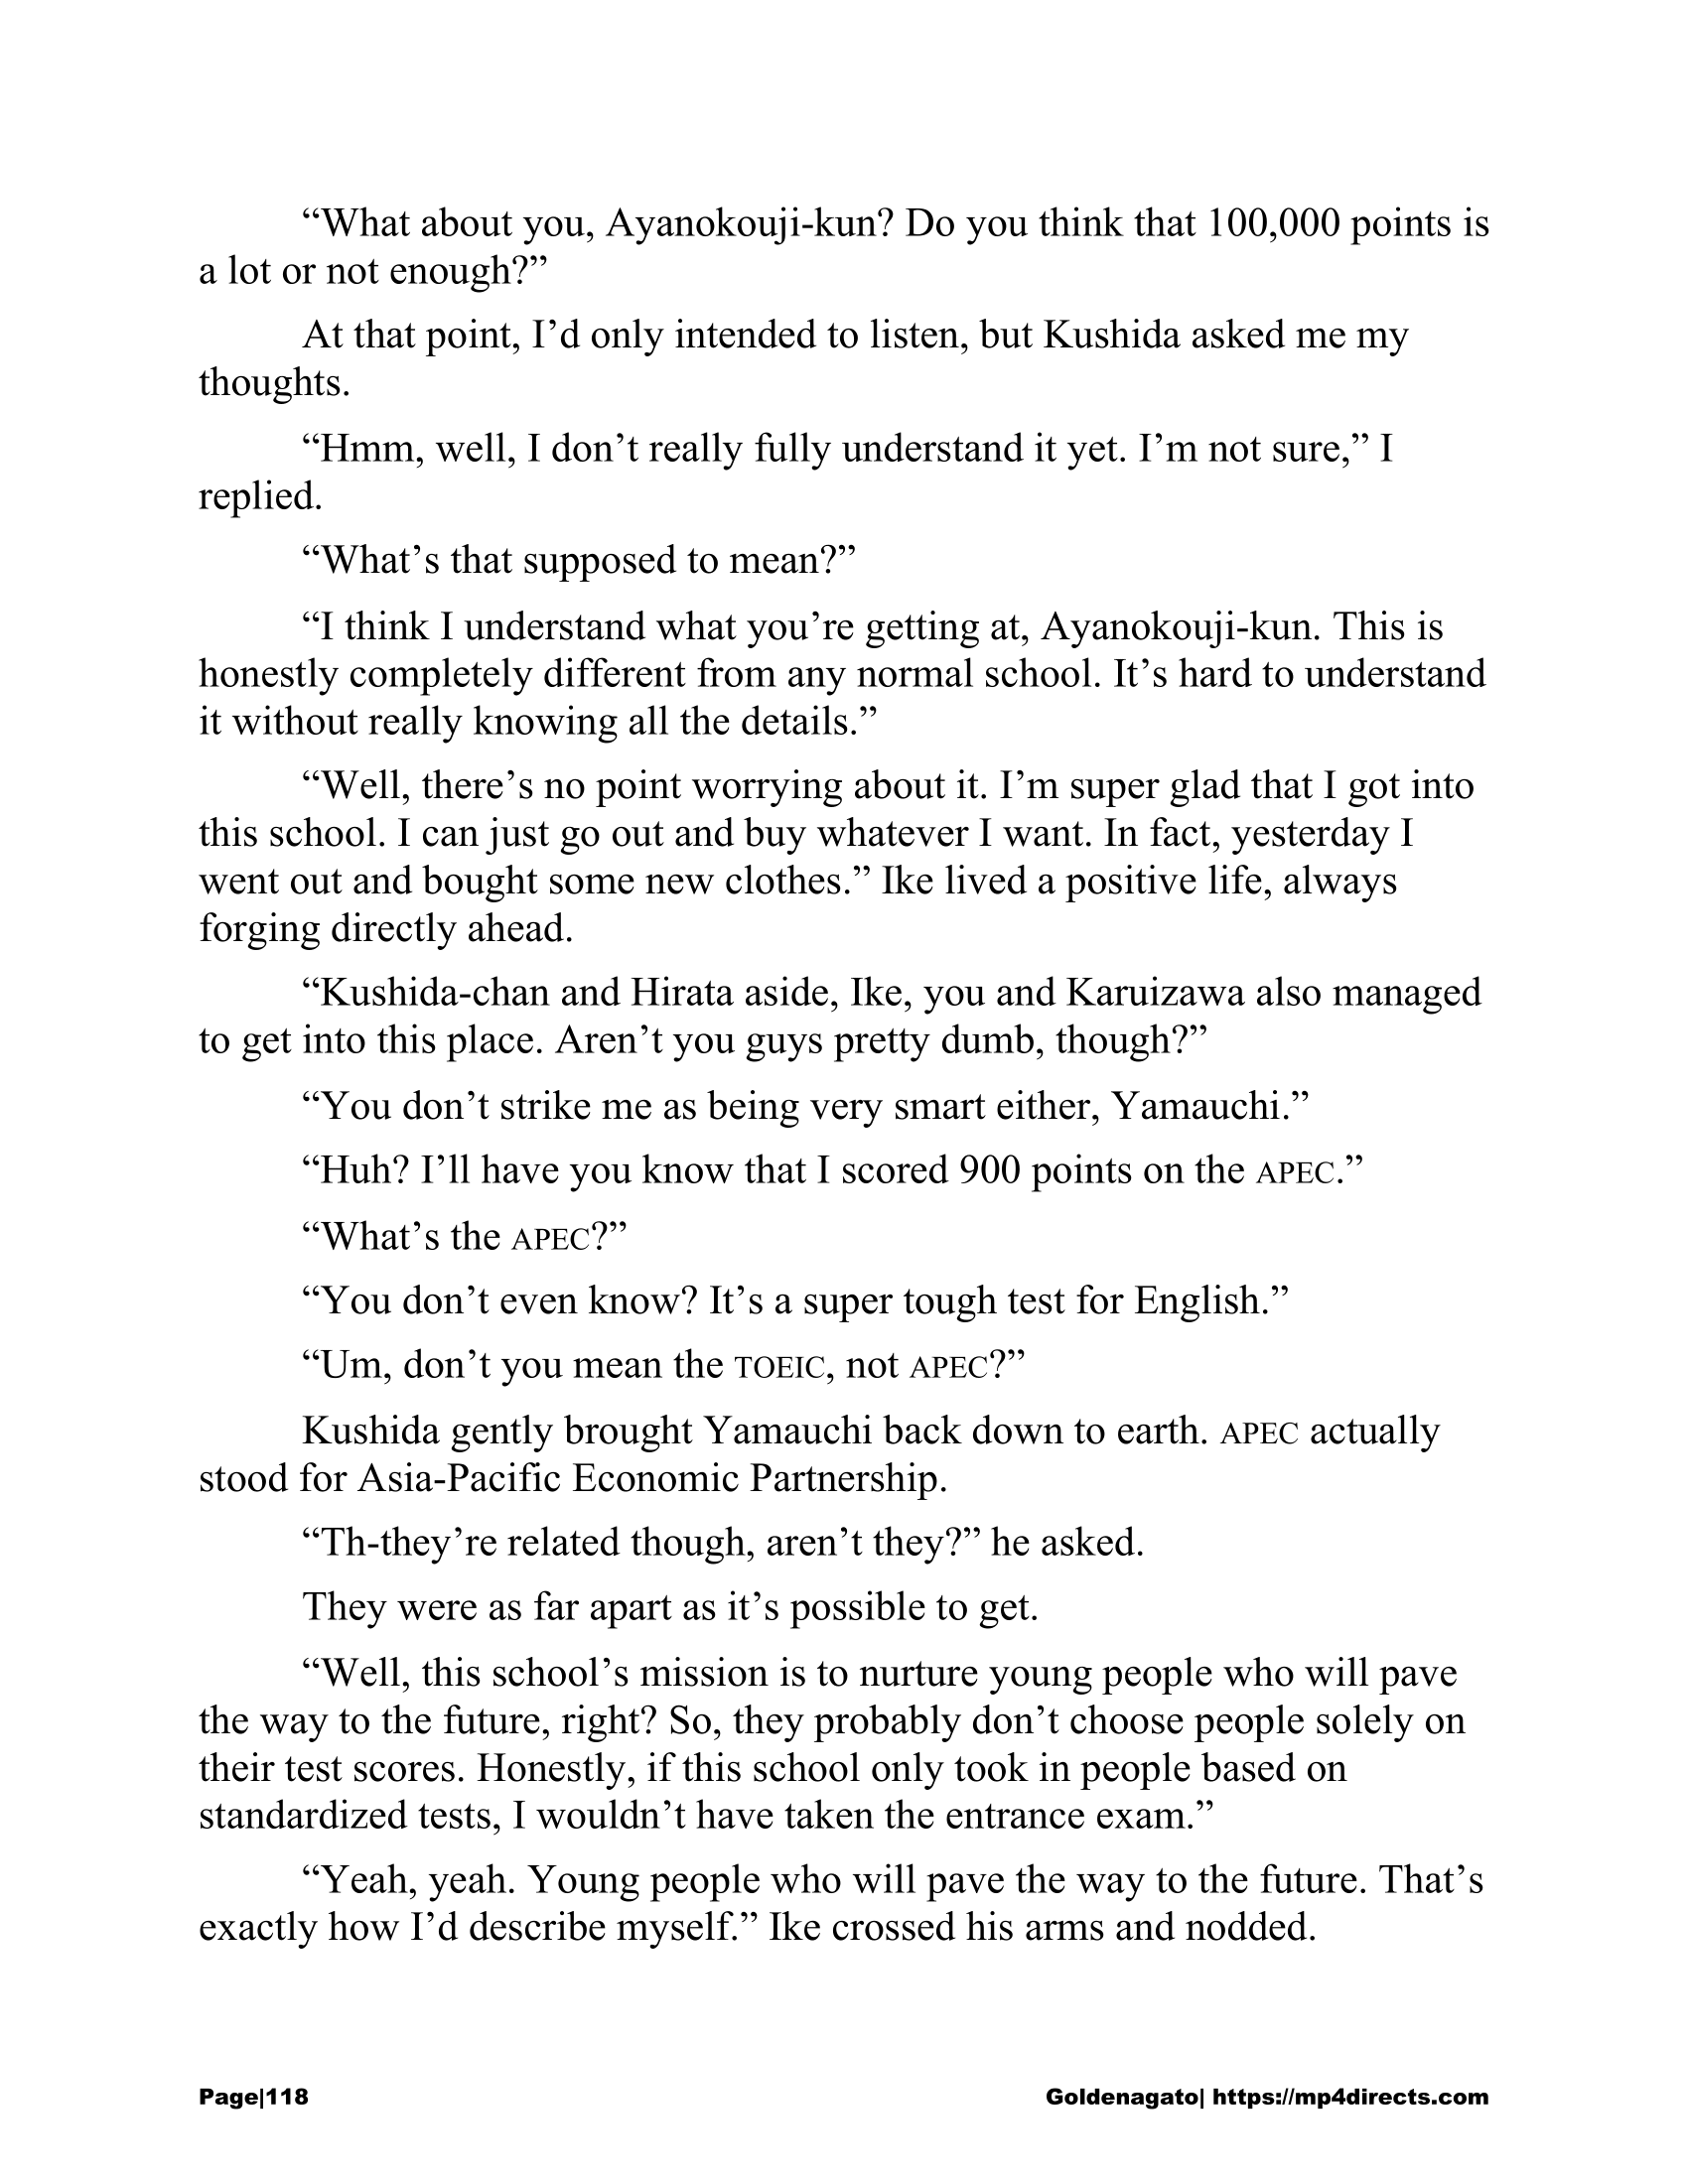 “What about you, Ayanokouji-kun? Do you think that 100,000 points is
a lot or not enough?”
At that point, I’d only intended to listen, but Kushida asked me my
thoughts.
“Hmm, well, I don’t really fully understand it yet. I’m not sure,” I
replied.
“What’s that supposed to mean?”
“I think I understand what you’re getting at, Ayanokouji-kun. This is
honestly completely different from any normal school. It’s hard to understand
it without really knowing all the details.”
“Well, there’s no point worrying about it. I’m super glad that I got into
this school. I can just go out and buy whatever I want. In fact, yesterday I
went out and bought some new clothes.” Ike lived a positive life, always
forging directly ahead.
“Kushida-chan and Hirata aside, Ike, you and Karuizawa also managed
to get into this place. Aren’t you guys pretty dumb, though?”
“You don’t strike me as being very smart either, Yamauchi.”
“Huh? I’ll have you know that I scored 900 points on the APEC.”
“What’s the APEC?”
“You don’t even know? It’s a super tough test for English.”
“Um, don’t you mean the TOEIC, not APEC?”
Kushida gently brought Yamauchi back down to earth. APEC actually
stood for Asia-Pacific Economic Partnership.
“Th-they’re related though, aren’t they?” he asked.
They were as far apart as it’s possible to get.
“Well, this school’s mission is to nurture young people who will pave
the way to the future, right? So, they probably don’t choose people solely on
their test scores. Honestly, if this school only took in people based on
standardized tests, I wouldn’t have taken the entrance exam.”
“Yeah, yeah. Young people who will pave the way to the future. That’s
exactly how I’d describe myself.” Ike crossed his arms and nodded.
Page|118 Goldenagato| https://mp4directs.com